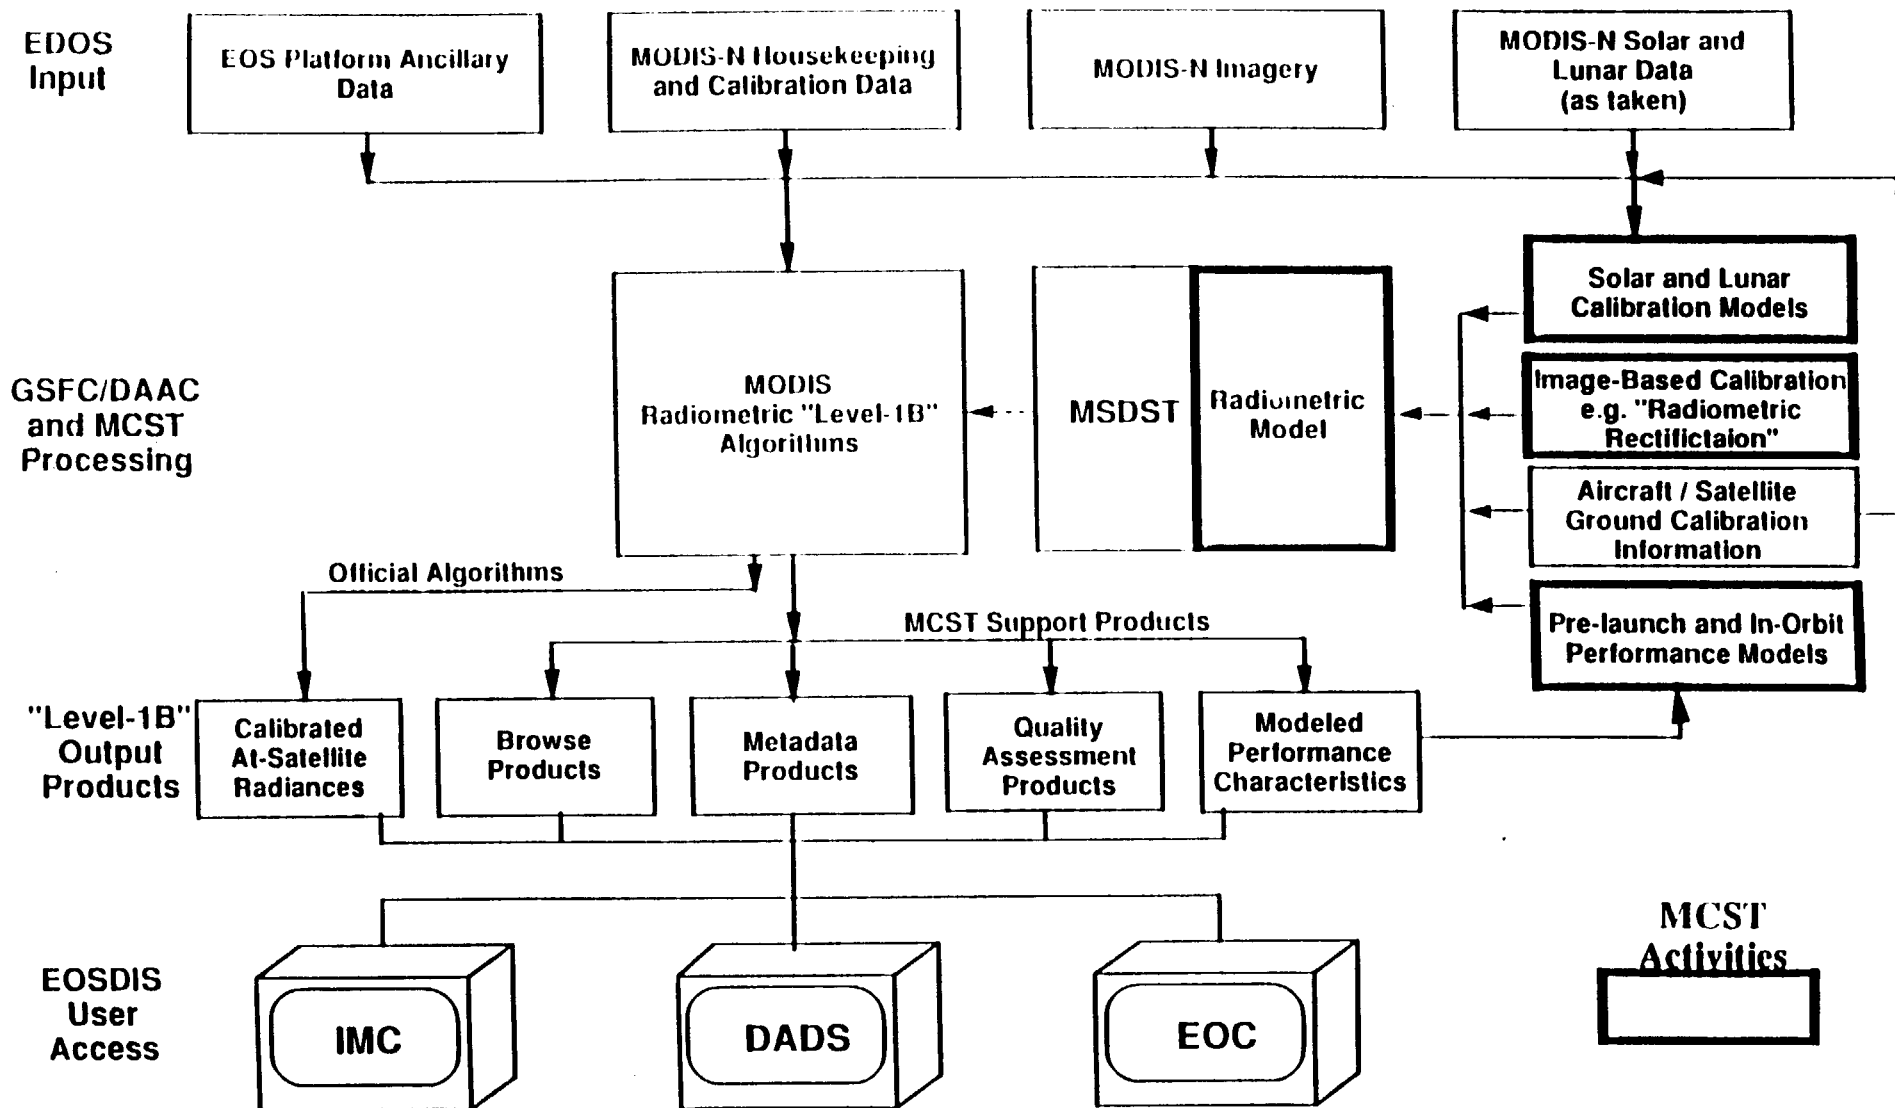 EDOS
Input
EOS Platform Ancillary
Data
MODIS-N Housekeeping
and Calibration Data
MODIS-N Imagery
MODIS-N Solar and
Lunar Data
(as taken)
GSFC/DAAC
and MCST
Processing
MODIS
Radiometric "Level-1B"
Algorithms
MSDST
Radiometric
Model
Solar and Lunar
Calibration Models
Image-Based Calibration
e.g. "Radiometric
Rectifictaion"
Aircraft / Satellite
Ground Calibration
Information
Pre-launch and In-Orbit
Performance Models
Official Algorithms
MCST Support Products
"Level-1B"
Output
Products
Calibrated
At-Satellite
Radiances
Browse
Products
Metadata
Products
Quality
Assessment
Products
Modeled
Performance
Characteristics
EOSDIS
User
Access
IMC
DADS
EOC
MCST
Activities